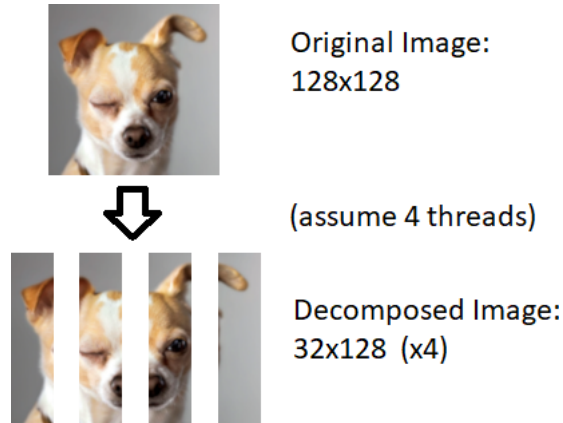 Original Image:
128x128
(assume 4 threads)
Decomposed Image:
32x128 (x4)